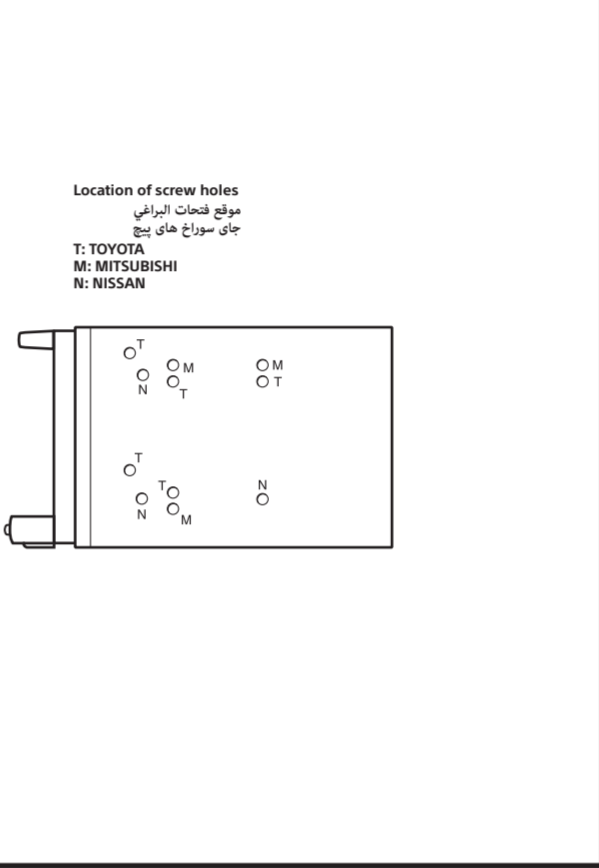 Location of screw holes
موقع فتحات البراغي
جای سوراخ های پیچ
T: TOYOTA
M: MITSUBISHI
N: NISSAN
T
M
N
T
M
T
T
T
N
M
N